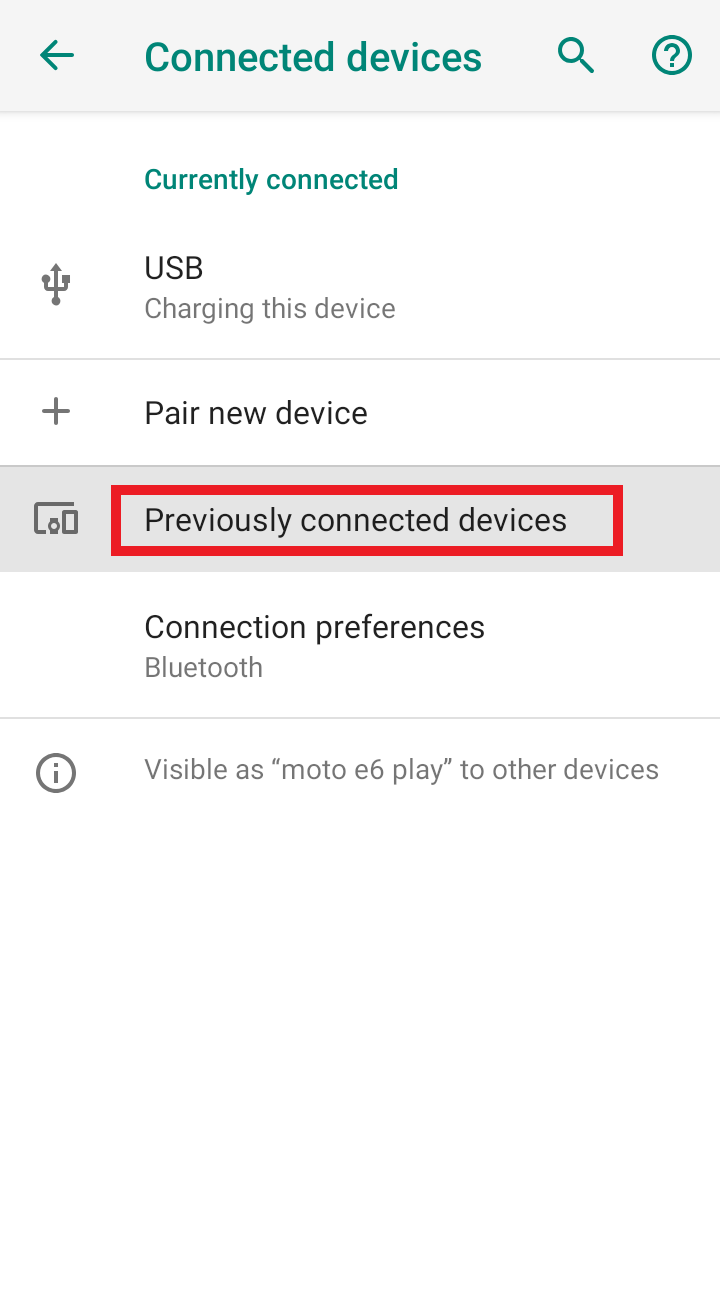 Connected devices
Currently connected
USB
Charging this device
Pair new device
Previously connected devices
Connection preferences
Bluetooth
Visible as “moto e6 play” to other devices